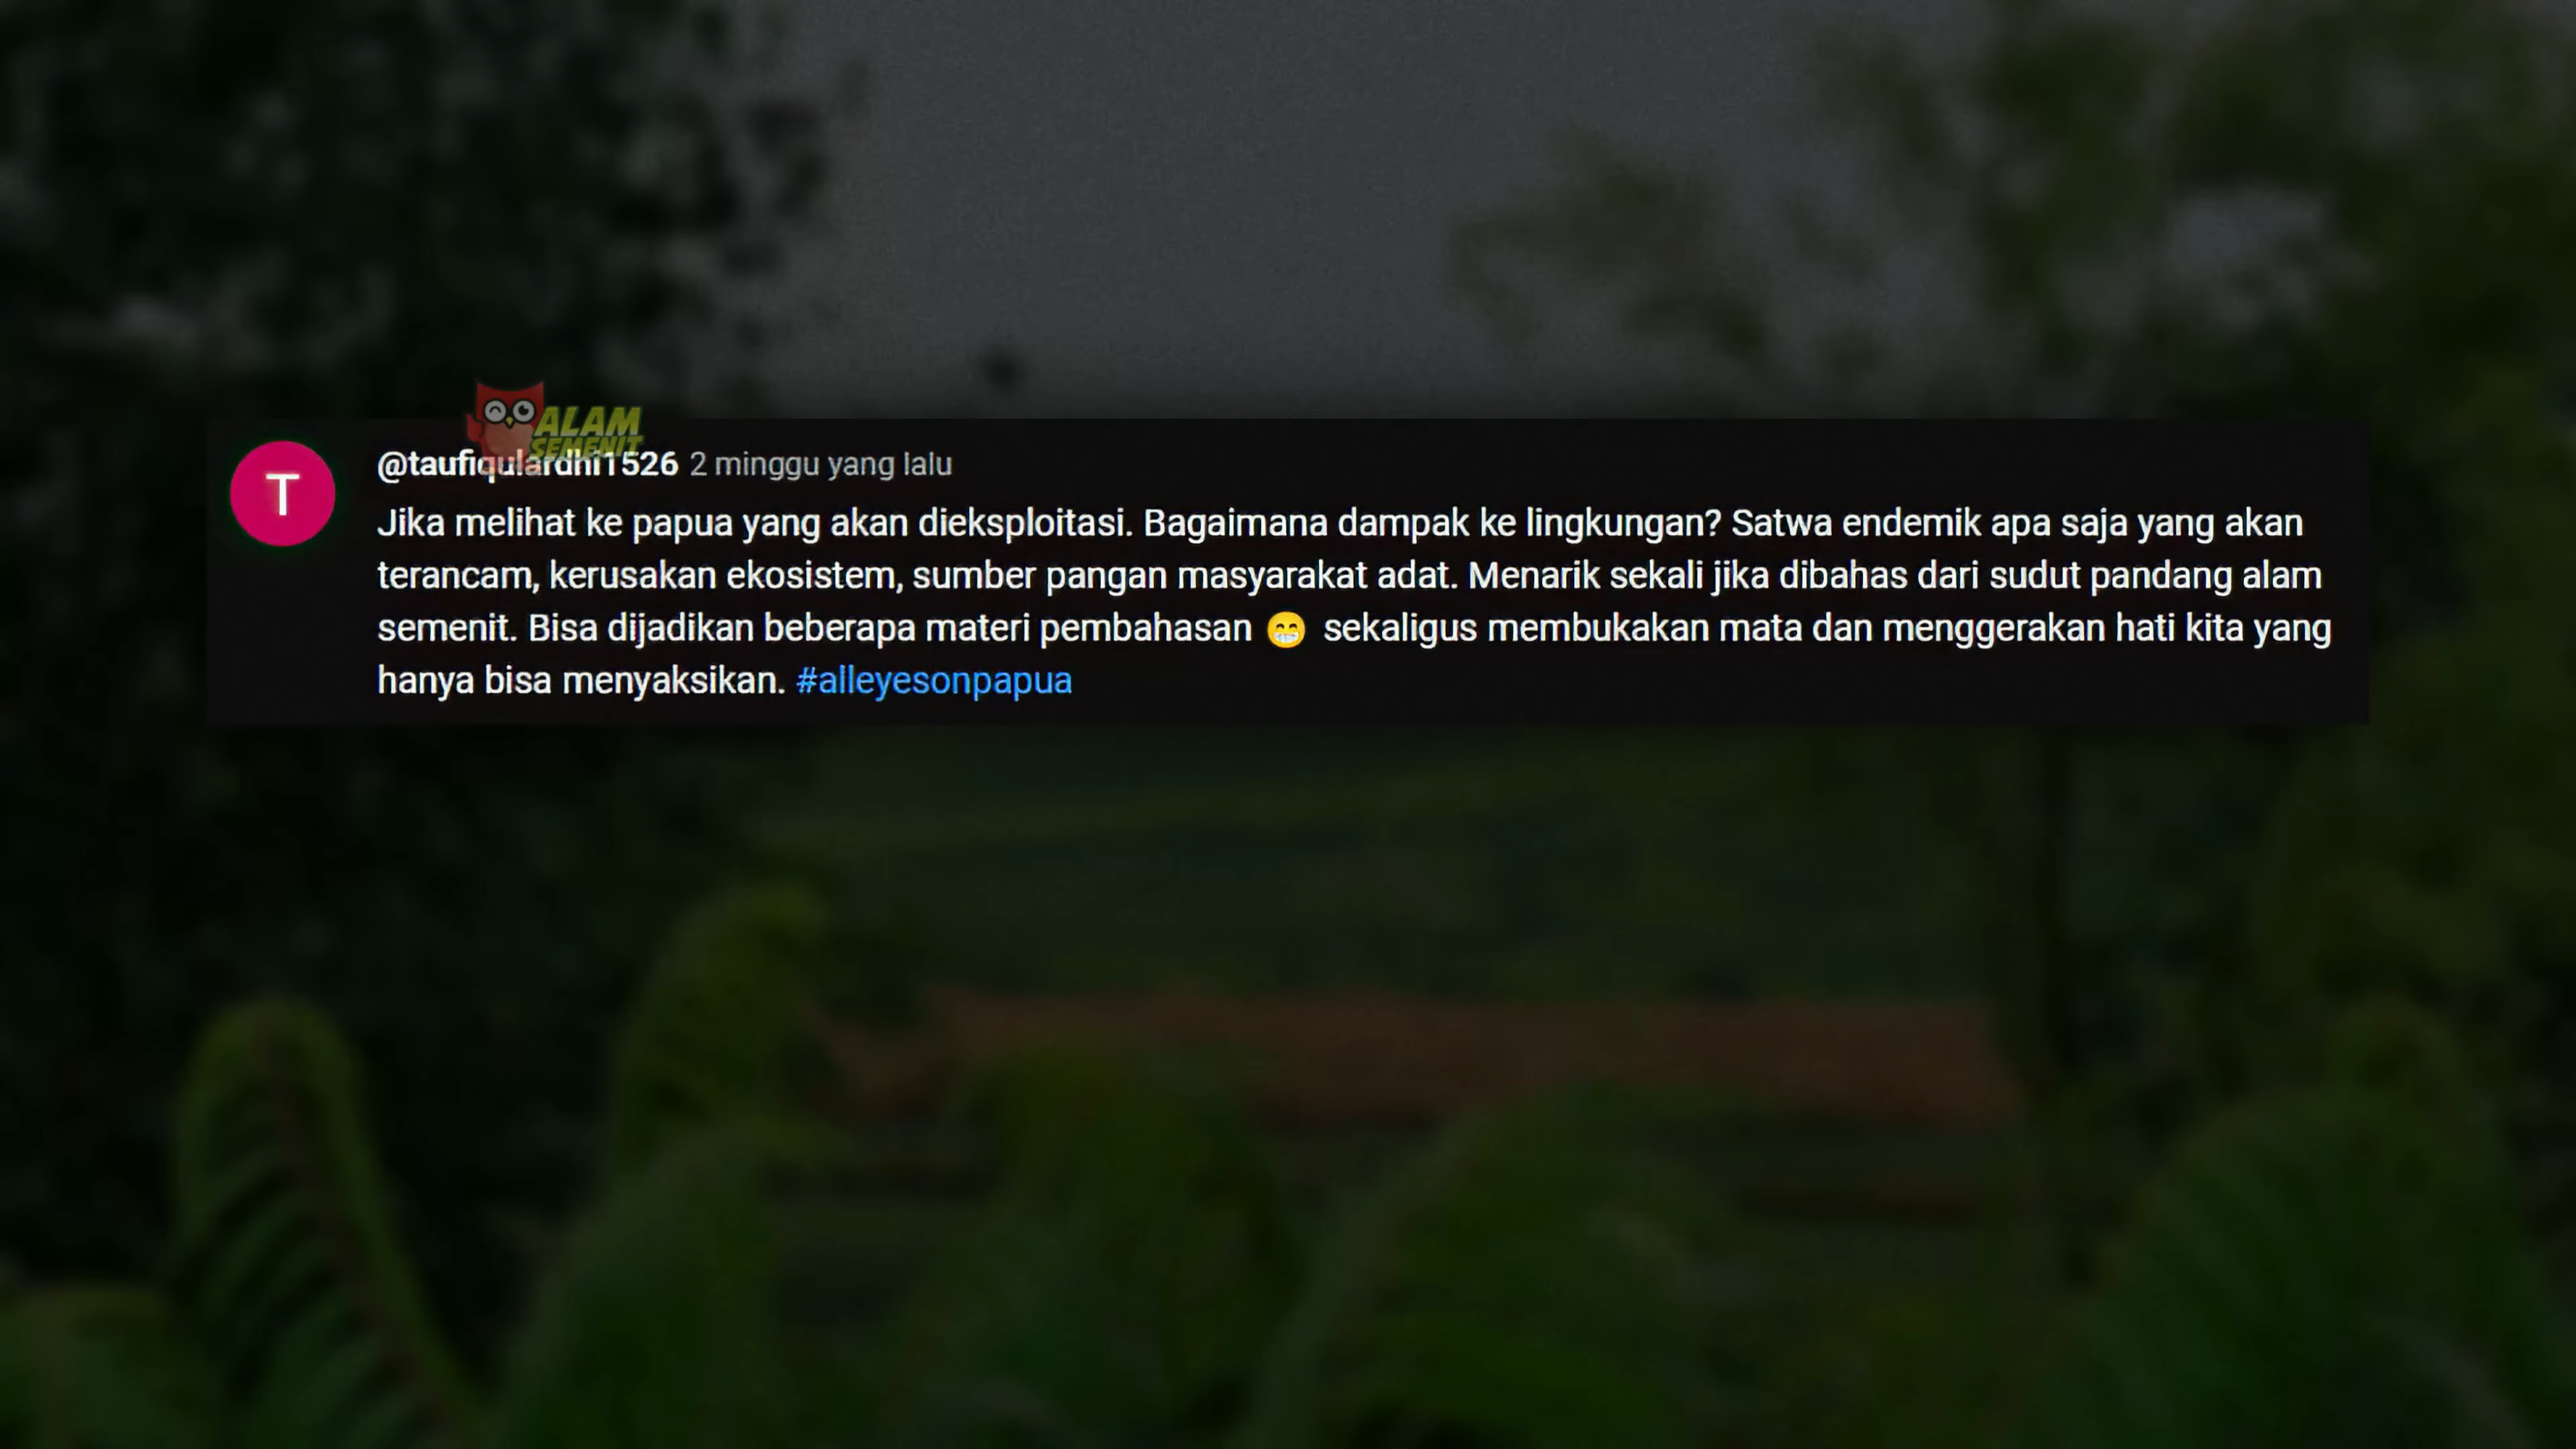 ALAM
SEMENIT
@taufiqulardhi1526 2 minggu yang lalu
T
Jika melihat ke papua yang akan dieksploitasi. Bagaimana dampak ke lingkungan? Satwa endemik apa saja yang akan
terancam, kerusakan ekosistem, sumber pangan masyarakat adat. Menarik sekali jika dibahas dari sudut pandang alam
semenit. Bisa dijadikan beberapa materi pembahasan 😁 sekaligus membukakan mata dan menggerakan hati kita yang
hanya bisa menyaksikan. #alleyesonpapua